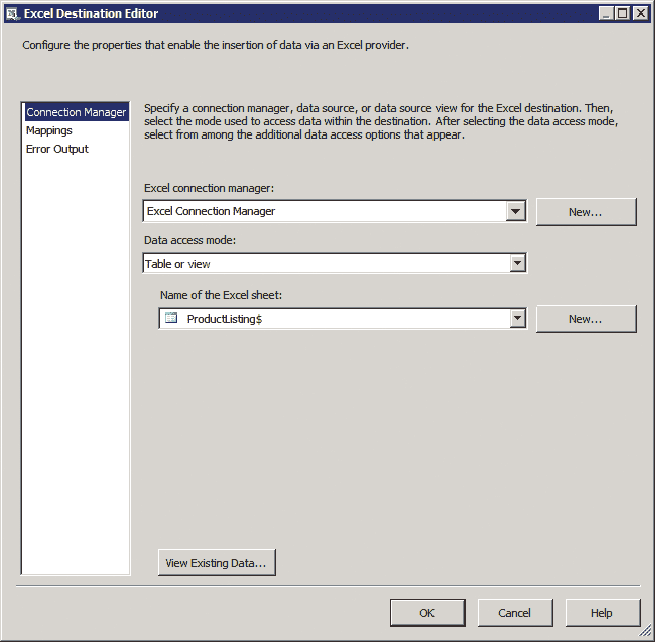 Excel Destination Editor
Configure the properties that enable the insertion of data via an Excel provider.
Connection Manager
Mappings
Error Output
Specify a connection manager, data source, or data source view for the Excel destination. Then,
select the mode used to access data within the destination. After selecting the data access mode,
select from among the additional data access options that appear.
Excel connection manager:
Excel Connection Manager
New...
Data access mode:
Table or view
Name of the Excel sheet:
ProductListing$
New...
View Existing Data...
OK
Cancel
Help